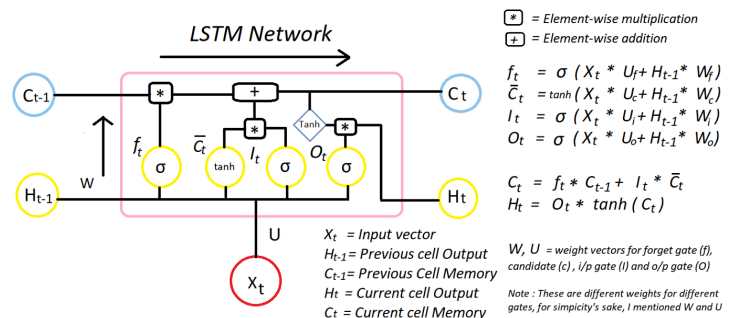 LSTM Network
* = Element-wise multiplication
+ = Element-wise addition
Ct-1
*
+
Ct
Tanh
*
*
ft
C̅t
It
Ot
σ
tanh
σ
σ
W
Ht-1
Ht
U
Xt
ft = σ ( Xt * Uf + Ht-1 * Wf )
C̅t = tanh ( Xt * Uc + Ht-1 * Wc )
It = σ ( Xt * Ui + Ht-1 * Wi )
Ot = σ ( Xt * Uo + Ht-1 * Wo )
Ct = ft * Ct-1 + It * C̅t
Ht = Ot * tanh ( Ct )
Xt = Input vector
Ht-1 = Previous cell Output
Ct-1 = Previous cell Memory
Ht = Current cell Output
Ct = Current cell Memory
W, U = weight vectors for forget gate (f),
candidate (c) , i/p gate (I) and o/p gate (O)
Note : These are different weights for different
gates, for simpicity's sake, I mentioned W and U